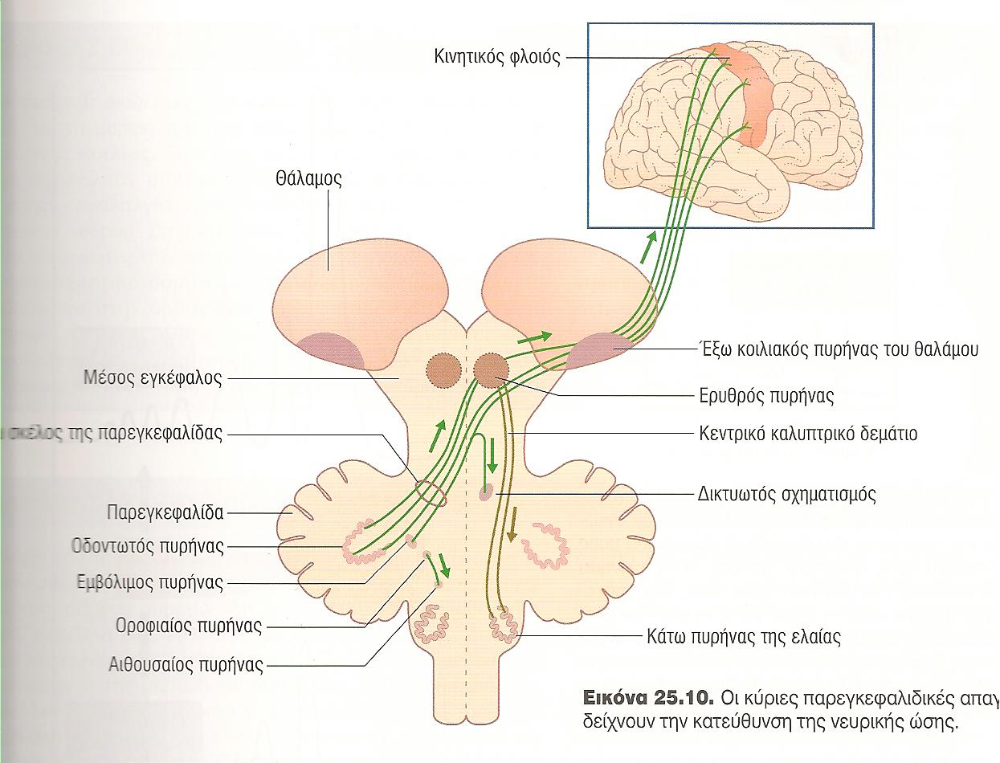 Κινητικός φλοιός
Θάλαμος
Έξω κοιλιακός πυρήνας του θαλάμου
Μέσος εγκέφαλος
Ερυθρός πυρήνας
σκέλος της παρεγκεφαλίδας
Κεντρικό καλυπτρικό δεμάτιο
Δικτυωτός σχηματισμός
Παρεγκεφαλίδα
Οδοντωτός πυρήνας
Εμβόλιμος πυρήνας
Οροφιαίος πυρήνας
Κάτω πυρήνας της ελαίας
Αιθουσαίος πυρήνας
Εικόνα 25.10. Οι κύριες παρεγκεφαλιδικές
δείχνουν την κατεύθυνση της νευρικής ώσης.